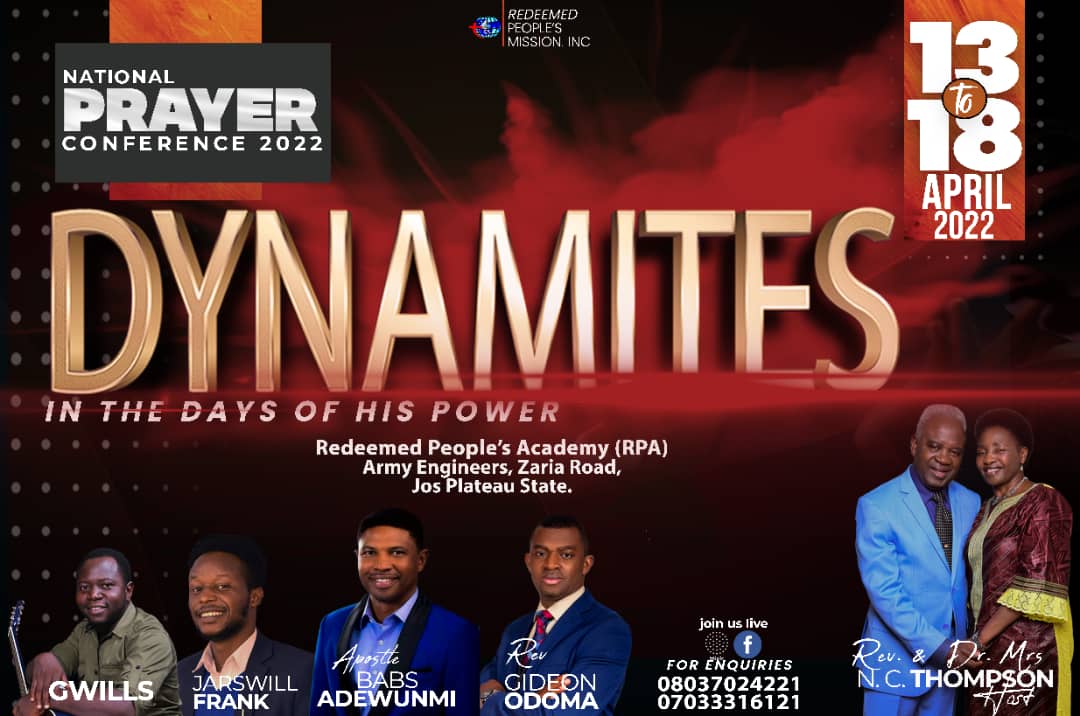 REDEEMED
PEOPLE'S
MISSION. INC
NATIONAL
PRAYER
CONFERENCE 2022
13
to
18
APRIL
2022
DYNAMITES
IN THE DAYS OF HIS POWER
Redeemed People's Academy (RPA)
Army Engineers, Zaria Road,
Jos Plateau State.
GWILLS
JARSWILL
FRANK
Apostle
BABS
ADEWUNMI
Rev
GIDEON
ODOMA
join us live
f
FOR ENQUIRIES
08037024221
07033316121
Rev. & Dr. Mrs
N. C. THOMPSON
Host